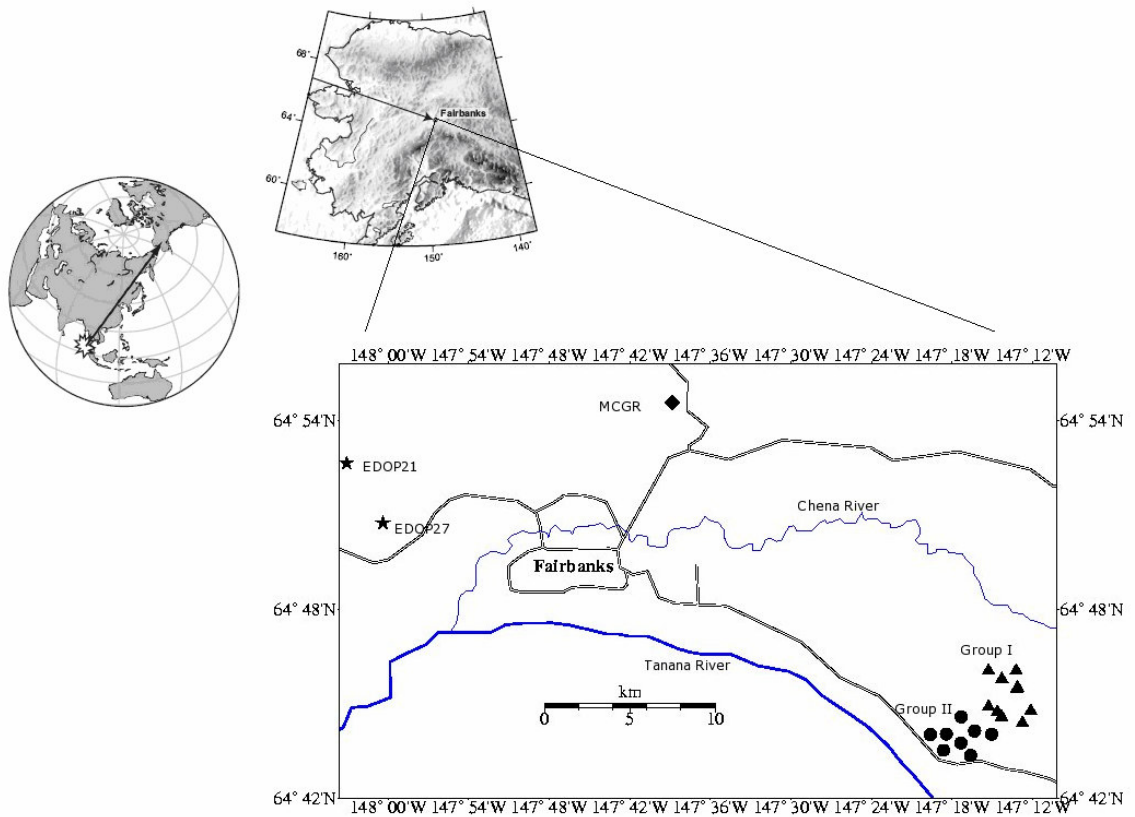 68°
64°
60°
Fairbanks
160°
150°
140°
148° 00'W 147° 54'W 147° 48'W 147° 42'W 147° 36'W 147° 30'W 147° 24'W 147° 18'W 147° 12'W
64° 54'N
64° 54'N
MCGR
EDOP21
EDOP27
Chena River
Fairbanks
64° 48'N
64° 48'N
Group I
Tanana River
km
0 5 10
Group II
64° 42'N
64° 42'N
148° 00'W 147° 54'W 147° 48'W 147° 42'W 147° 36'W 147° 30'W 147° 24'W 147° 18'W 147° 12'W